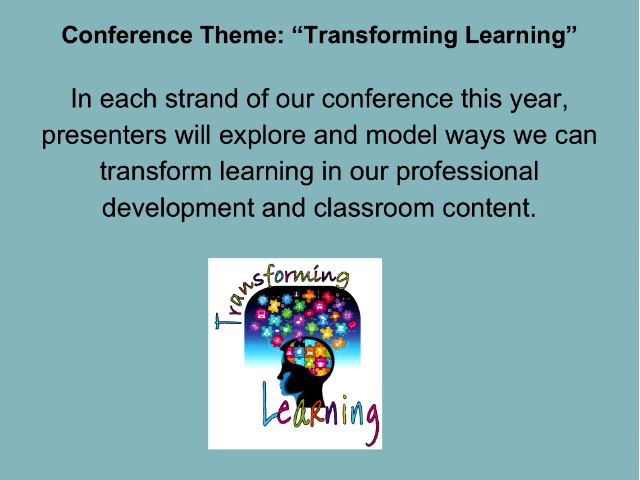 Conference Theme: “Transforming Learning”
In each strand of our conference this year,
presenters will explore and model ways we can
transform learning in our professional
development and classroom content.
Transforming
Learning